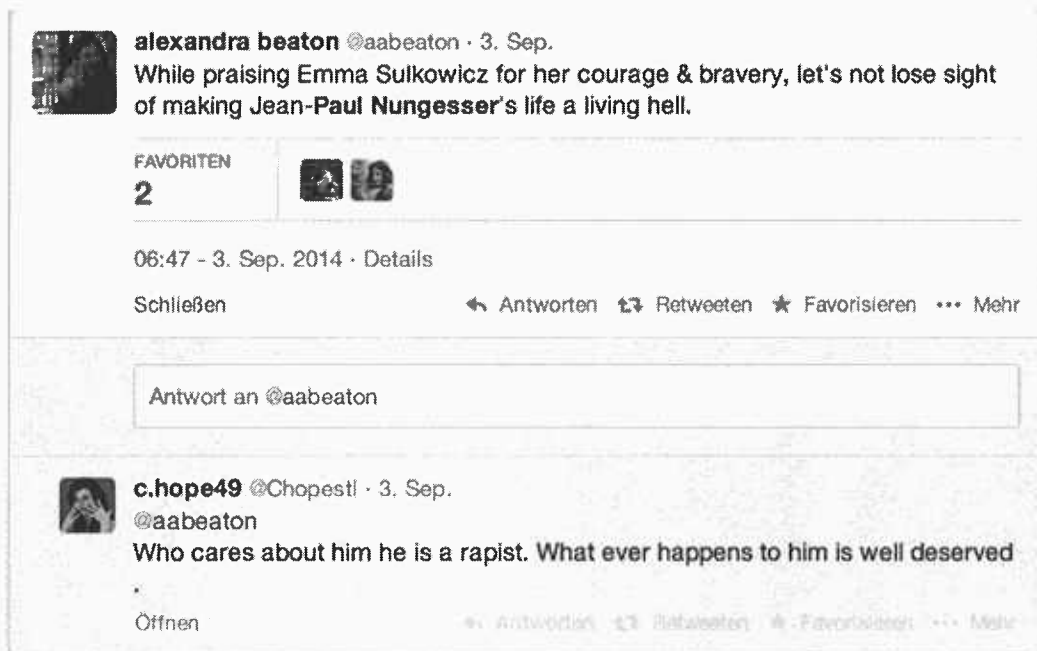 alexandra beaton @aabeaton · 3. Sep.
While praising Emma Sulkowicz for her courage & bravery, let's not lose sight
of making Jean-Paul Nungesser's life a living hell.
FAVORITEN
2
06:47 - 3. Sep. 2014 · Details
Schließen Antworten Retweeten Favorisieren Mehr
Antwort an @aabeaton
c.hope49 @Chopestl · 3. Sep.
@aabeaton
Who cares about him he is a rapist. What ever happens to him is well deserved
.
Öffnen Antworten Retweeten Favorisieren Mehr